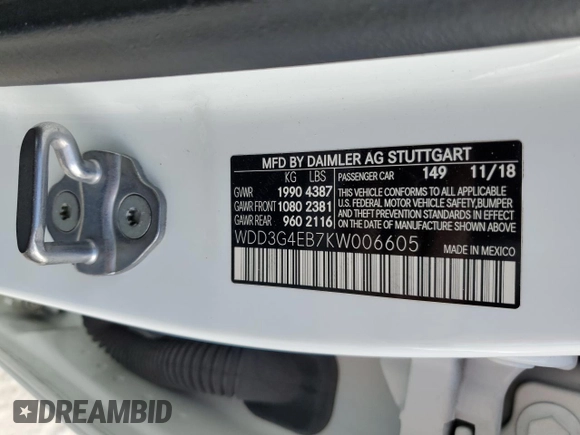 MFD BY DAIMLER AG STUTTGART
KG LBS PASSENGER CAR 149 11/18
GVWR 1990 4387 THIS VEHICLE CONFORMS TO ALL APPLICABLE
GAWR FRONT 1080 2381 U.S. FEDERAL MOTOR VEHICLE SAFETY,BUMPER
GAWR REAR 960 2116 AND THEFT PREVENTION STANDARDS IN EFFECT
ON THE DATE OF MANUFACTURE SHOWN ABOVE.
WDD3G4EB7KW006605 MADE IN MEXICO
DREAMBID